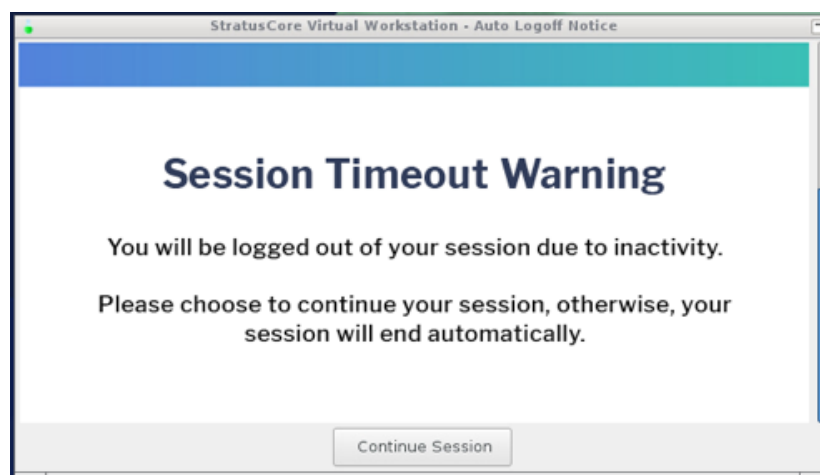 StratusCore Virtual Workstation - Auto Logoff Notice
Session Timeout Warning
You will be logged out of your session due to inactivity.
Please choose to continue your session, otherwise, your
session will end automatically.
Continue Session